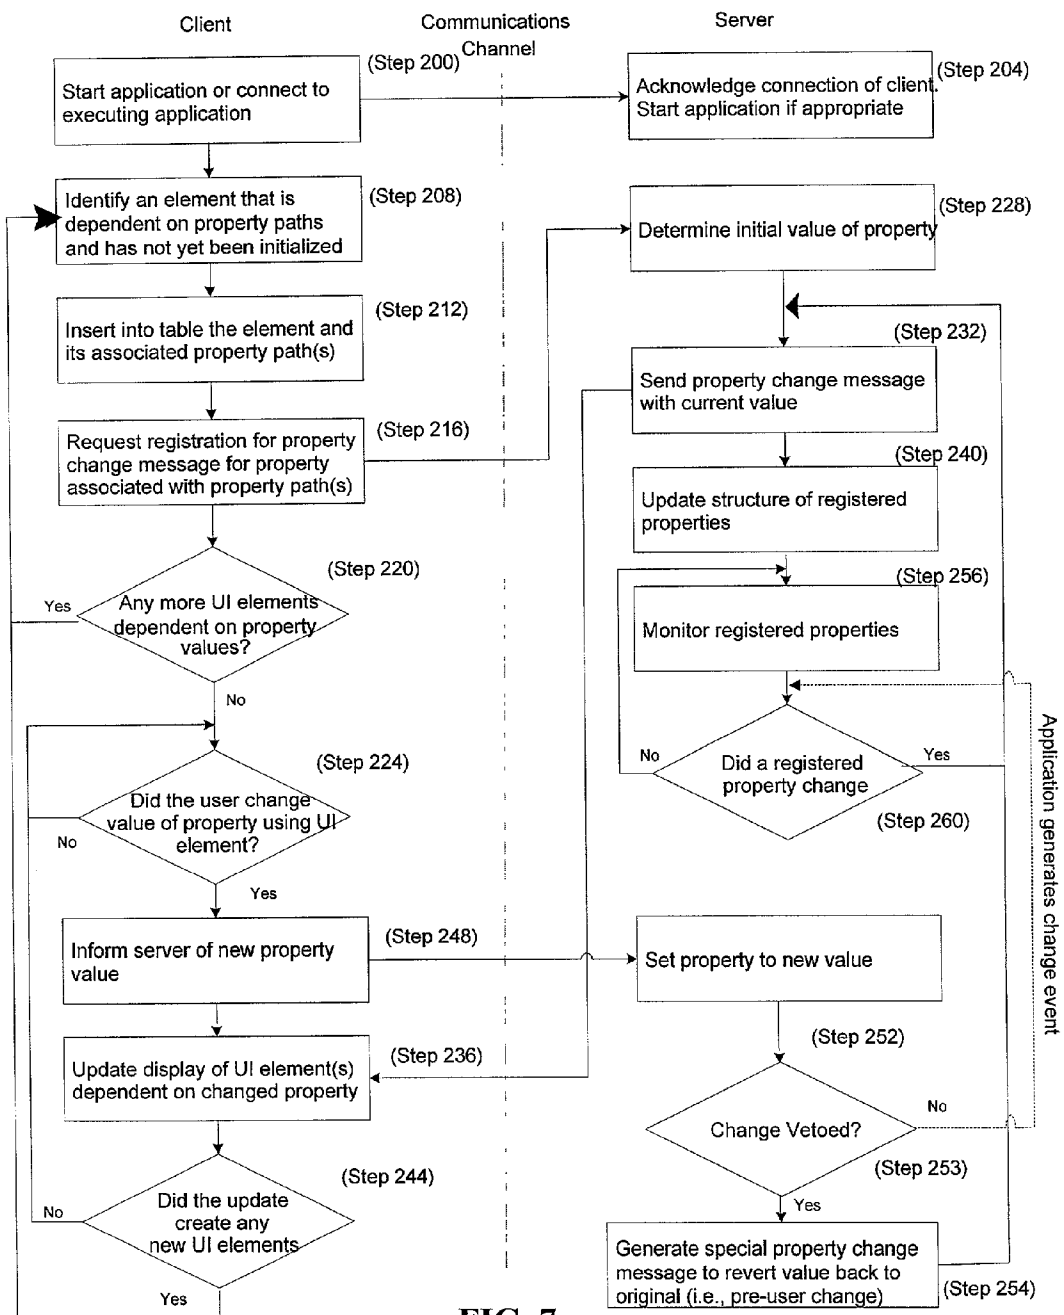 Client
Communications
Channel
Server
(Step 200)
Start application or connect to
executing application
(Step 204)
Acknowledge connection of client.
Start application if appropriate
(Step 208)
Identify an element that is
dependent on property paths
and has not yet been initialized
(Step 228)
Determine initial value of property
(Step 212)
Insert into table the element and
its associated property path(s)
(Step 232)
Send property change message
with current value
(Step 216)
Request registration for property
change message for property
associated with property path(s)
(Step 240)
Update structure of registered
properties
(Step 220)
Any more UI elements
dependent on property
values?
Yes
No
(Step 256)
Monitor registered properties
(Step 224)
Did the user change
value of property using UI
element?
No
Yes
Did a registered
property change
No
Yes
(Step 260)
Application generates change event
(Step 248)
Inform server of new property
value
Set property to new value
(Step 252)
(Step 236)
Update display of UI element(s)
dependent on changed property
Change Vetoed?
No
(Step 253)
Yes
(Step 244)
Did the update
create any
new UI elements
No
Yes
Generate special property change
message to revert value back to
original (i.e., pre-user change)
(Step 254)
FIG. 7